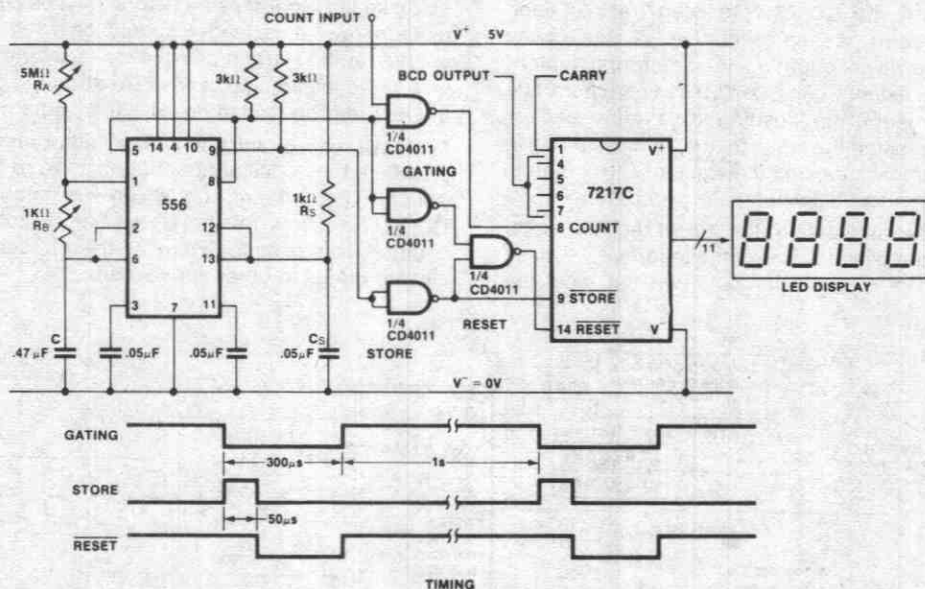 COUNT INPUT
V+ = 5V
5MΩ
RA
3kΩ
3kΩ
BCD OUTPUT
CARRY
1/4
CD4011
GATING
14 4 10
5
9
1
8
556
2
12
6
13
3
7
11
1KΩ
RB
1kΩ
RS
1/4
CD4011
1/4
CD4011
1/4
CD4011
RESET
STORE
1
V+
4
5
6
7
7217C
8 COUNT
9 STORE
14 RESET
V-
11
LED DISPLAY
C
.47 µF
.05µF
.05µF
CS
.05µF
V- = 0V
GATING
300µs
1s
STORE
50µs
RESET
TIMING